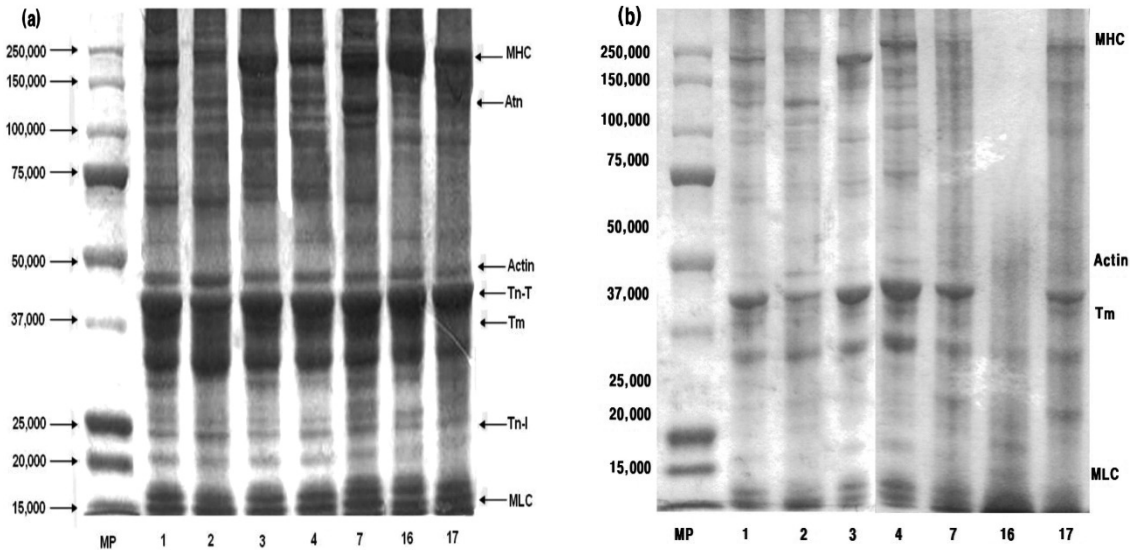 (a)
250,000
150,000
100,000
75,000
50,000
37,000
25,000
20,000
15,000
MHC
Atn
Actin
Tn-T
Tm
Tn-I
MLC
MP 1 2 3 4 7 16 17
(b)
250,000
150,000
100,000
75,000
50,000
37,000
25,000
20,000
15,000
MHC
Actin
Tm
MLC
MP 1 2 3 4 7 16 17